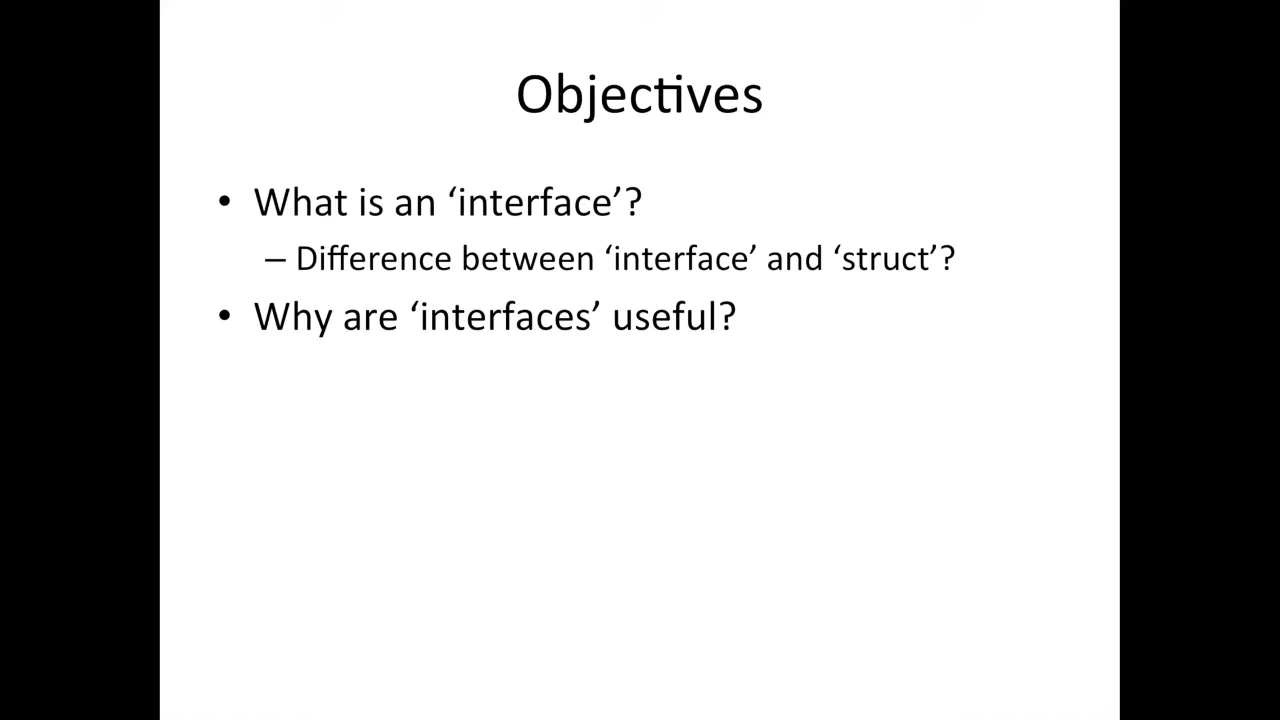 Objectives
• What is an ‘interface’?
– Difference between ‘interface’ and ‘struct’?
• Why are ‘interfaces’ useful?